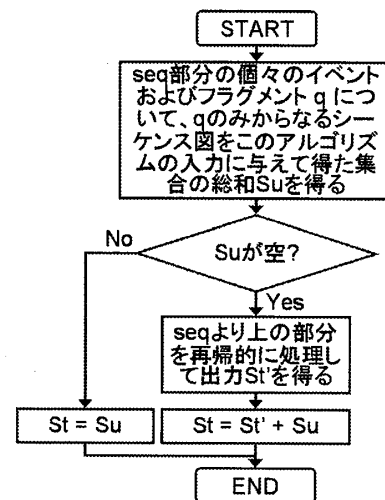 START
seq部分の個々のイベント
およびフラグメント q につ
いて、qのみからなるシー
ケンス図をこのアルゴリズ
ムの入力に与えて得た集
合の総和Suを得る
No
Suが空?
Yes
seqより上の部分
を再帰的に処理し
て出力St'を得る
St = Su
St = St' + Su
END